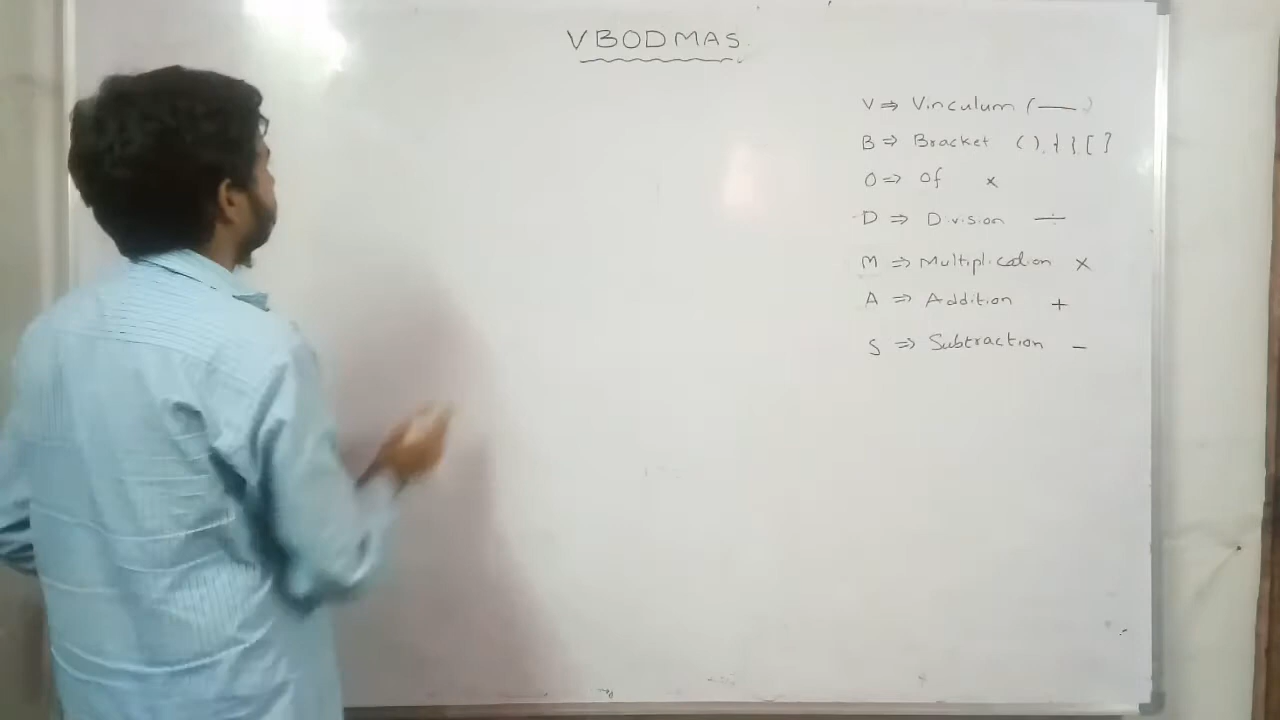 VBODMAS
V ⇒ Vinculum (—)
B ⇒ Bracket (), { }, [ ]
O ⇒ Of ×
D ⇒ Division ÷
M ⇒ Multiplication ×
A ⇒ Addition +
S ⇒ Subtraction −